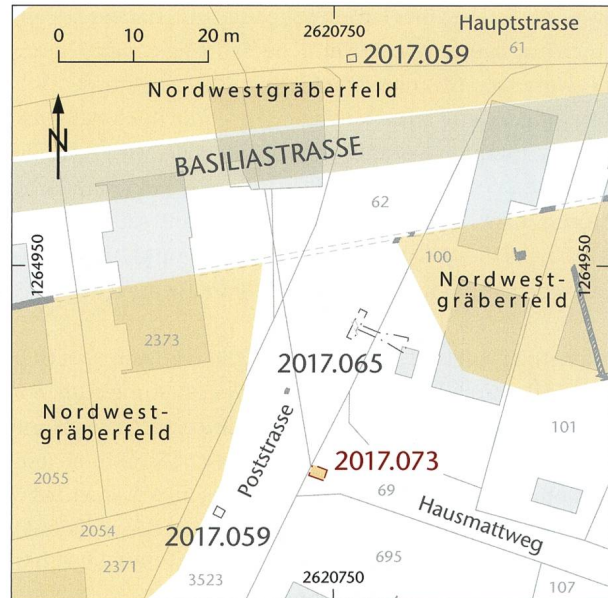 0 10 20 m
2620750
Hauptstrasse
2017.059
61
Nordwestgräberfeld
N
BASILIASTRASSE
62
1264950
100
1264950
Nordwest-
gräberfeld
2373
2017.065
Nordwest-
gräberfeld
Poststrasse
101
2017.073
2055
69
2054
2017.059
Hausmattweg
2371
695
3523
2620750
107